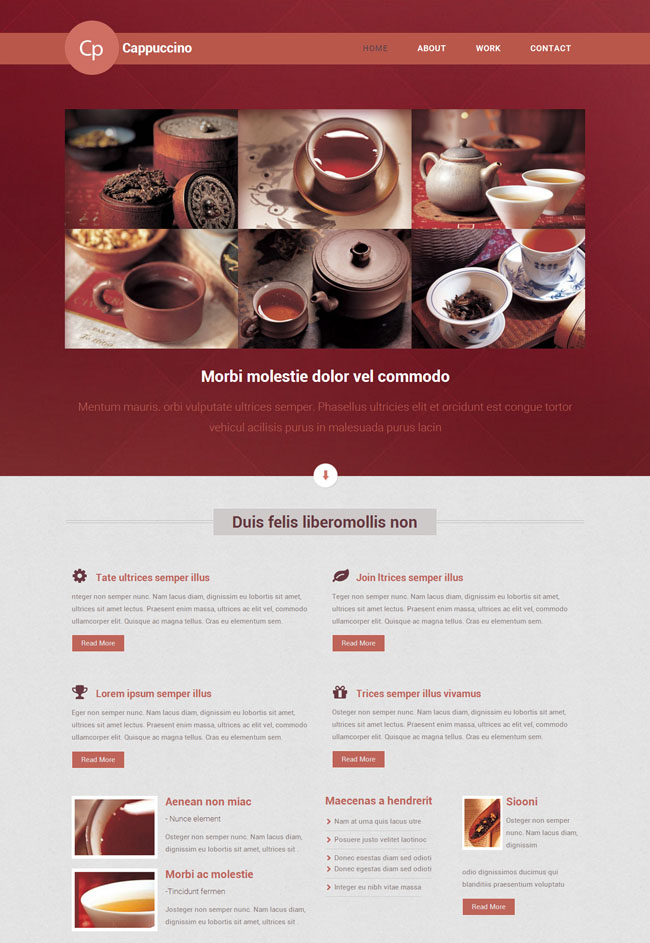 Cp Cappuccino
HOME ABOUT WORK CONTACT
Morbi molestie dolor vel commodo
Mentum mauris, orbi vulputate ultrices semper. Phasellus ultricies elit et orcidunt est congue tortor
vehicul acilisis purus in malesuada purus lacin
Duis felis liberomollis non
Tate ultrices semper illus
nteger non semper nunc. Nam lacus diam, dignissim eu lobortis sit amet,
ultrices sit amet lectus. Praesent enim massa, ultrices ac elit vel, commodo
ullamcorper elit. Quisque ac magna tellus. Cras eu elementum sem.
Read More
Join ltrices semper illus
Teger non semper nunc. Nam lacus diam, dignissim eu lobortis sit amet,
ultrices sit amet lectus. Praesent enim massa, ultrices ac elit vel, commodo
ullamcorper elit. Quisque ac magna tellus. Cras eu elementum sem.
Read More
Lorem ipsum semper illus
Eger non semper nunc. Nam lacus diam, dignissim eu lobortis sit amet,
ultrices sit amet lectus. Praesent enim massa, ultrices ac elit vel, commodo
ullamcorper elit. Quisque ac magna tellus. Cras eu elementum sem.
Read More
Trices semper illus vivamus
Osteger non semper nunc. Nam lacus diam, dignissim eu lobortis sit amet,
ultrices sit amet lectus. Praesent enim massa, ultrices ac elit vel, commodo
ullamcorper elit. Quisque ac magna tellus. Cras eu elementum sem.
Read More
Aenean non miac
- Nunce element
Osteger non semper nunc. Nam lacus diam,
dignissim eu lobortis sit amet, ultrices sit .
Morbi ac molestie
-Tincidunt fermen
Josteger non semper nunc. Nam lacus diam,
dignissim eu lobortis sit amet, ultrices sit .
Maecenas a hendrerit
Nam at urna quis lacus utre
Posuere justo velitet laotinoc
Donec egestas diam sed odioti
Donec egestas diam sed odioti
Integer eu nibh vitae massa
Siooni
Osteger non semper
nunc. Nam lacus diam,
dignissim
odio dignissimos ducimus qui
blanditiis praesentium voluptatu
Read More